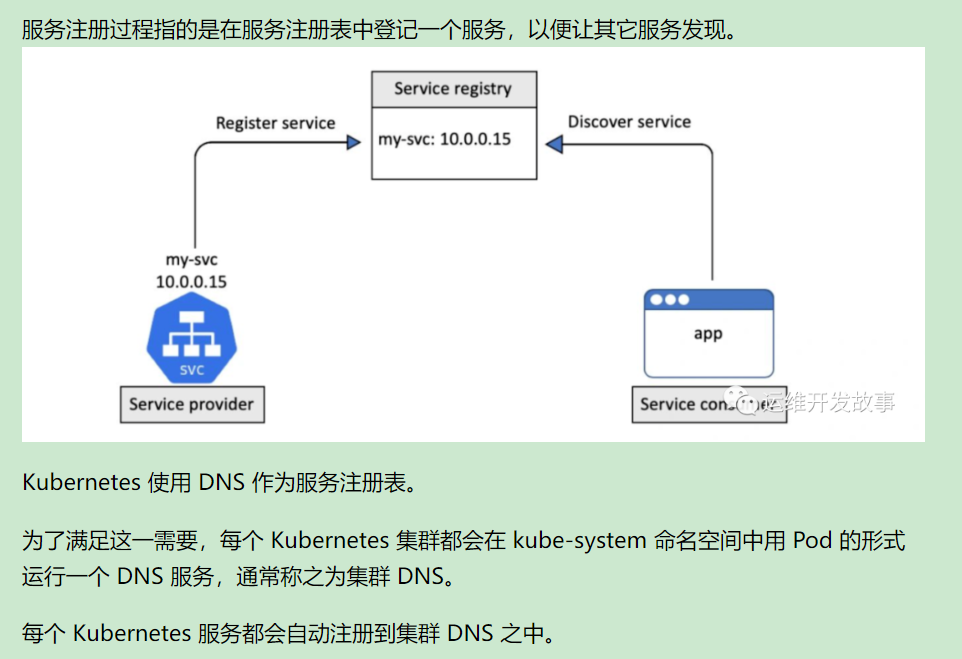 服务注册过程指的是在服务注册表中登记一个服务，以便让其它服务发现。
Service registry
Register service
Discover service
my-svc: 10.0.0.15
my-svc
10.0.0.15
app
SVC
Service provider
Service
运维开发故事
Kubernetes 使用 DNS 作为服务注册表。
为了满足这一需要，每个 Kubernetes 集群都会在 kube-system 命名空间中用 Pod 的形式
运行一个 DNS 服务，通常称之为集群 DNS。
每个 Kubernetes 服务都会自动注册到集群 DNS 之中。